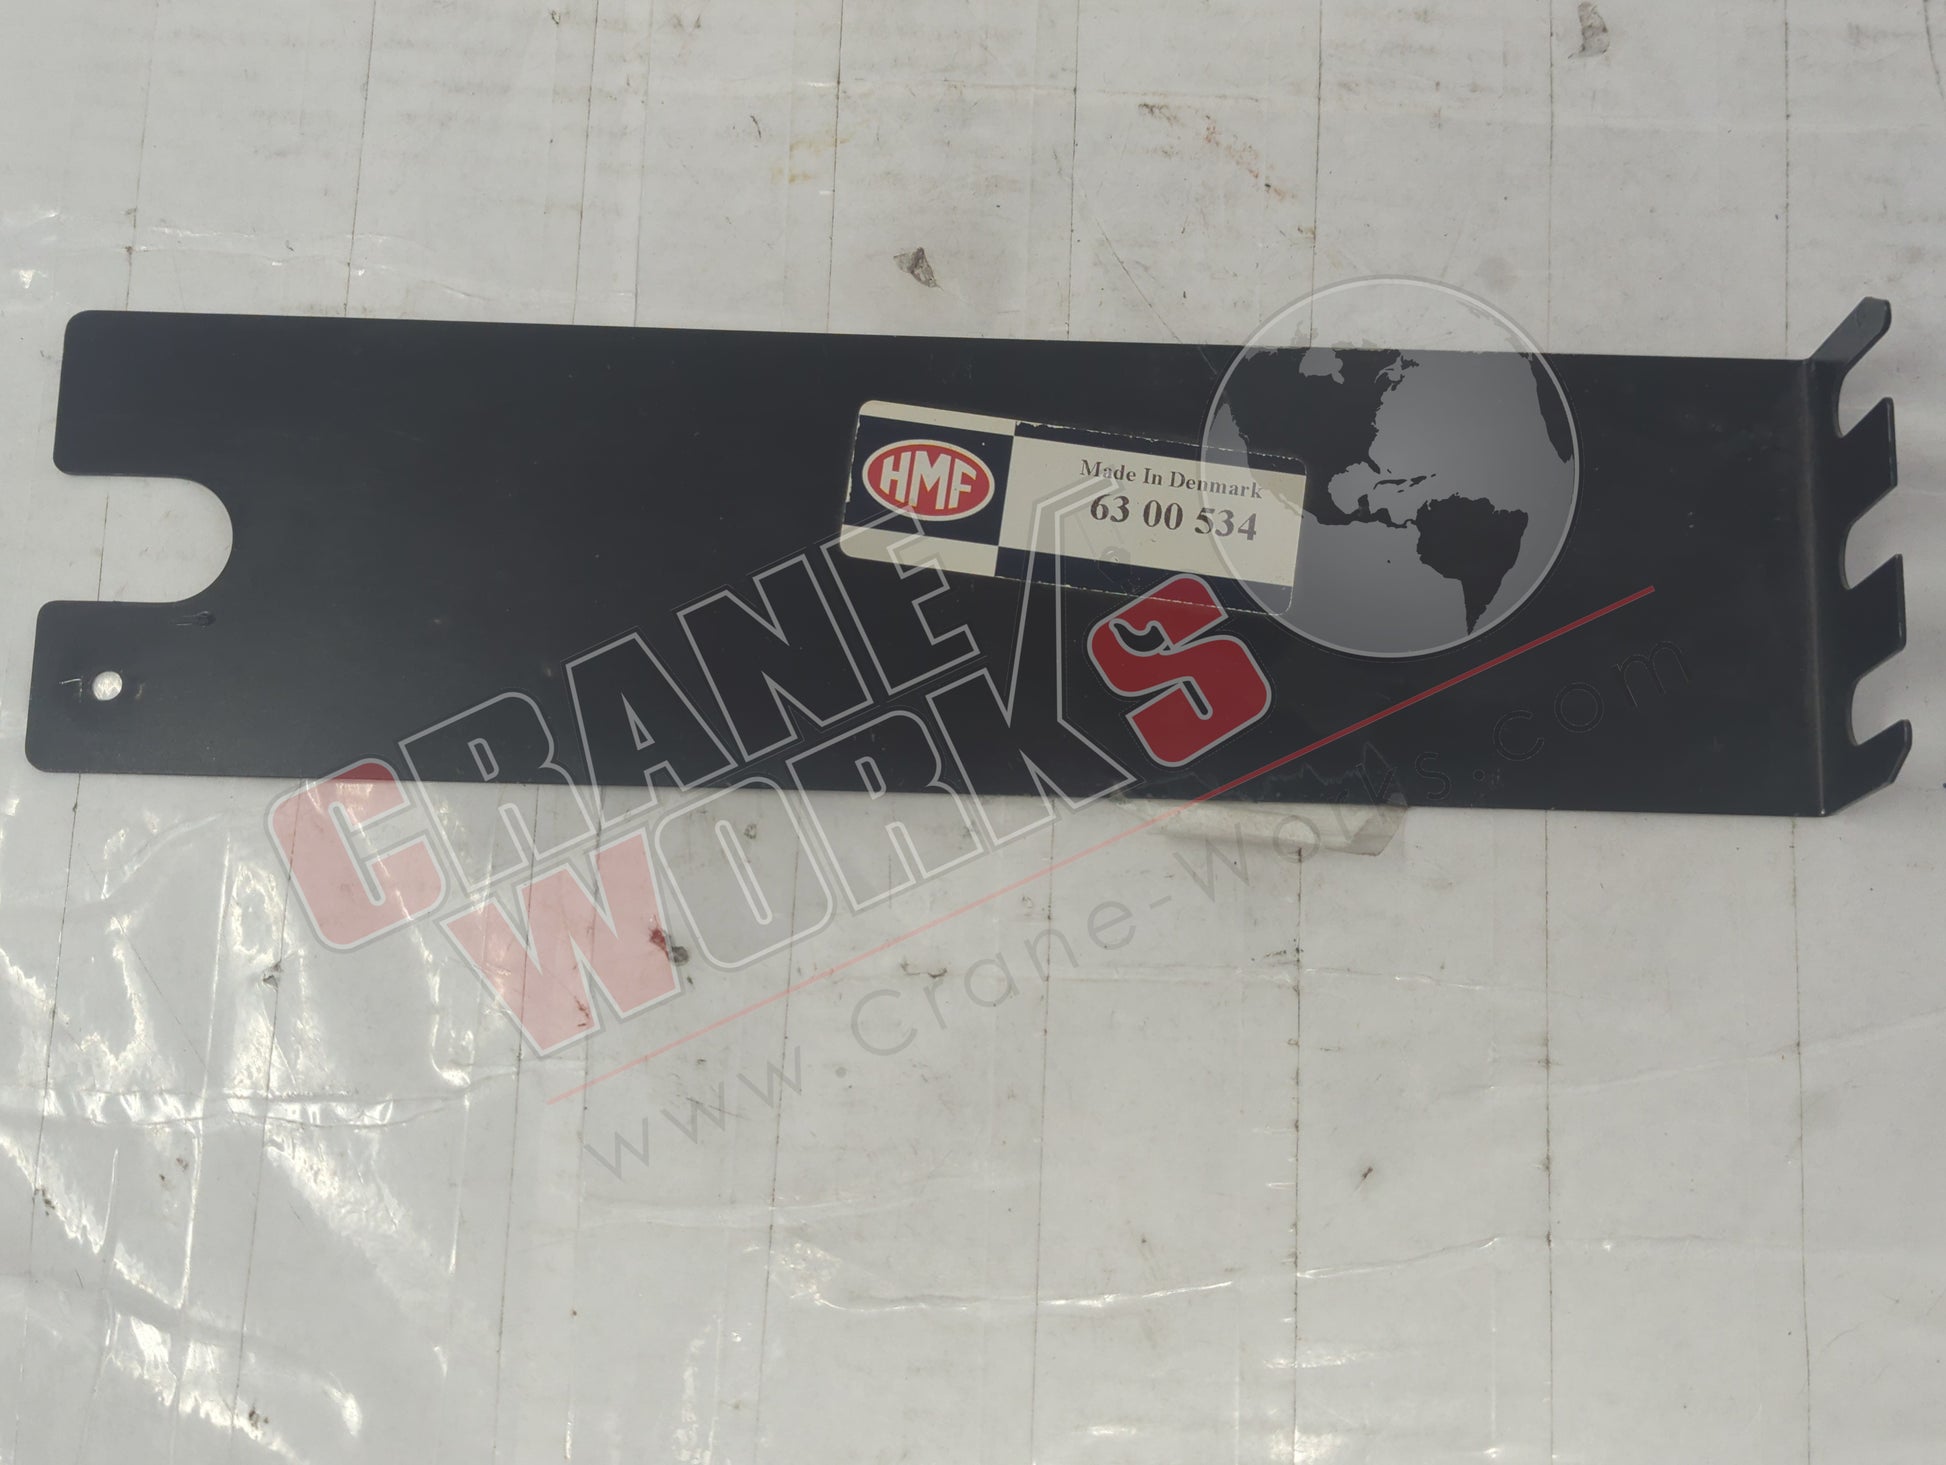 HMF
Made In Denmark
63 00 534
CRANE
WORKS
www.Crane-Works.com